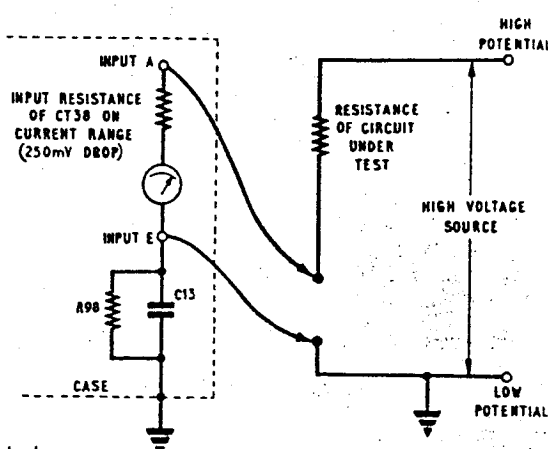 HIGH
POTENTIAL
INPUT A
INPUT RESISTANCE
OF CT38 ON
CURRENT RANGE
(250mV DROP)
RESISTANCE
OF CIRCUIT
UNDER
TEST
HIGH VOLTAGE
SOURCE
INPUT E
R98
C13
CASE
LOW
POTENTIAL